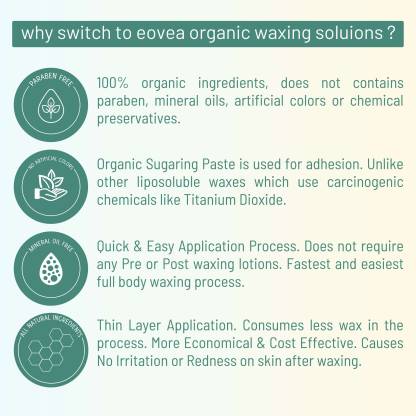 why switch to eovea organic waxing soluions ?
PARABEN FREE
100% organic ingredients, does not contains
paraben, mineral oils, artificial colors or chemical
preservatives.
NO ARTIFICIAL COLORS
Organic Sugaring Paste is used for adhesion. Unlike
other liposoluble waxes which use carcinogenic
chemicals like Titanium Dioxide.
MINERAL OIL FREE
Quick & Easy Application Process. Does not require
any Pre or Post waxing lotions. Fastest and easiest
full body waxing process.
ALL NATURAL INGREDIENTS
Thin Layer Application. Consumes less wax in the
process. More Economical & Cost Effective. Causes
No Irritation or Redness on skin after waxing.